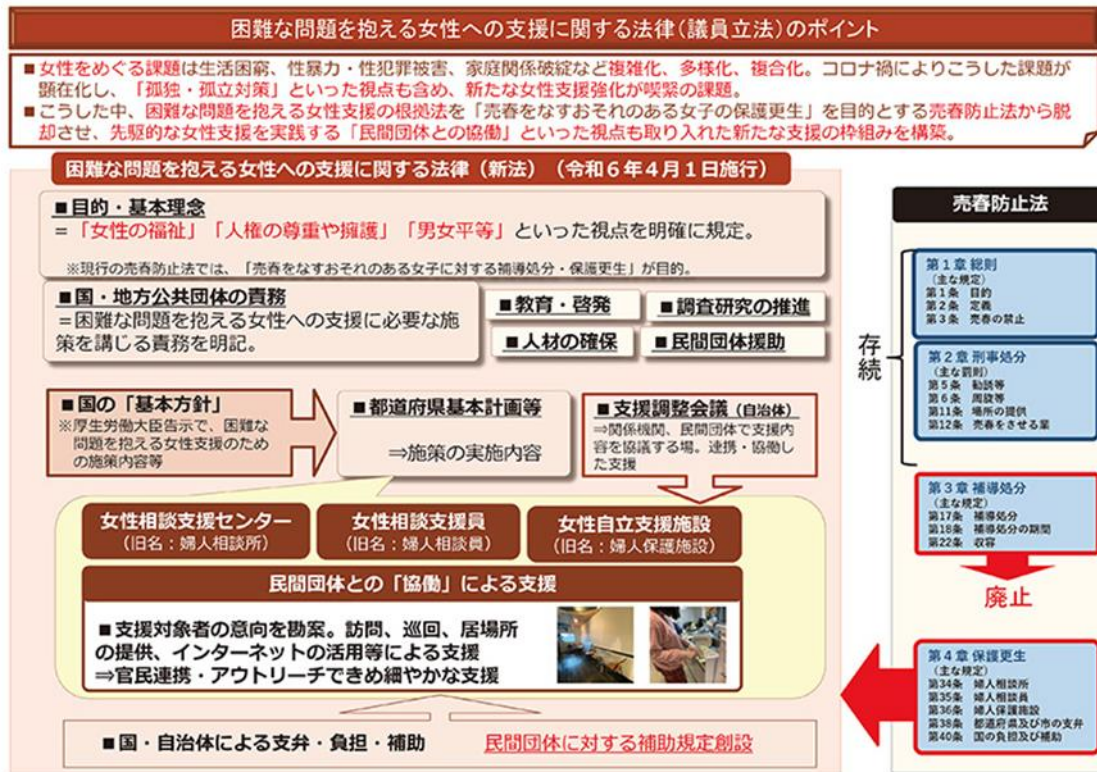 困難な問題を抱える女性への支援に関する法律(議員立法)のポイント
■女性をめぐる課題は生活困窮、性暴力・性犯罪被害、家庭関係破綻など複雑化、多様化、複合化。コロナ禍によりこうした課題が
顕在化し、「孤独・孤立対策」といった視点も含め、新たな女性支援強化が喫緊の課題。
■こうした中、困難な問題を抱える女性支援の根拠法を「売春をなすおそれのある女子の保護更生」を目的とする売春防止法から脱
却させ、先駆的な女性支援を実践する「民間団体との協働」といった視点も取り入れた新たな支援の枠組みを構築。
困難な問題を抱える女性への支援に関する法律(新法)(令和6年4月1日施行)
■目的・基本理念
=「女性の福祉」「人権の尊重や擁護」「男女平等」といった視点を明確に規定。
※現行の売春防止法では、「売春をなすおそれのある女子に対する補導処分・保護更生」が目的。
■国・地方公共団体の責務
=困難な問題を抱える女性への支援に必要な施
策を講じる責務を明記。
■教育・啓発
■調査研究の推進
■人材の確保
■民間団体援助
■国の「基本方針」
※厚生労働大臣告示で、困難な
問題を抱える女性支援のため
の施策内容等
■都道府県基本計画等
⇒施策の実施内容
■支援調整会議(自治体)
⇒関係機関、民間団体で支援内
容を協議する場。連携・協働し
た支援
女性相談支援センター
(旧名:婦人相談所)
女性相談支援員
(旧名:婦人相談員)
女性自立支援施設
(旧名:婦人保護施設)
民間団体との「協働」による支援
■支援対象者の意向を勘案。訪問、巡回、居場所
の提供、インターネットの活用等による支援
⇒官民連携・アウトリーチできめ細やかな支援
■国・自治体による支弁・負担・補助
民間団体に対する補助規定創設
売春防止法
存続
第1章 総則
(主な規定)
第1条 目的
第2条 定義
第3条 売春の禁止
第2章 刑事処分
(主な罰則)
第5条 勧誘等
第6条 周旋等
第11条 場所の提供
第12条 売春をさせる業
第3章 補導処分
(主な規定)
第17条 補導処分
第18条 補導処分の期間
第22条 収容
廃止
第4章 保護更生
(主な規定)
第34条 婦人相談所
第35条 婦人相談員
第36条 婦人保護施設
第38条 都道府県及び市の支弁
第40条 国の負担及び補助